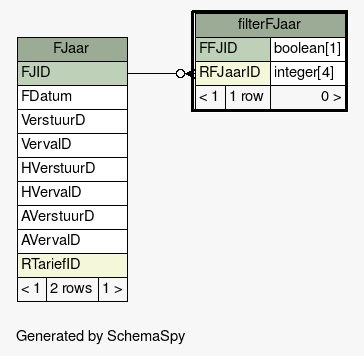 filterFJaar
FFJID boolean[1]
RFJaarID integer[4]
< 1 1 row 0 >
FJaar
FJID
FDatum
VerstuurD
VervalD
HVerstuurD
HVervalD
AVerstuurD
AVervalD
RTariefID
< 1 2 rows 1 >
Generated by SchemaSpy